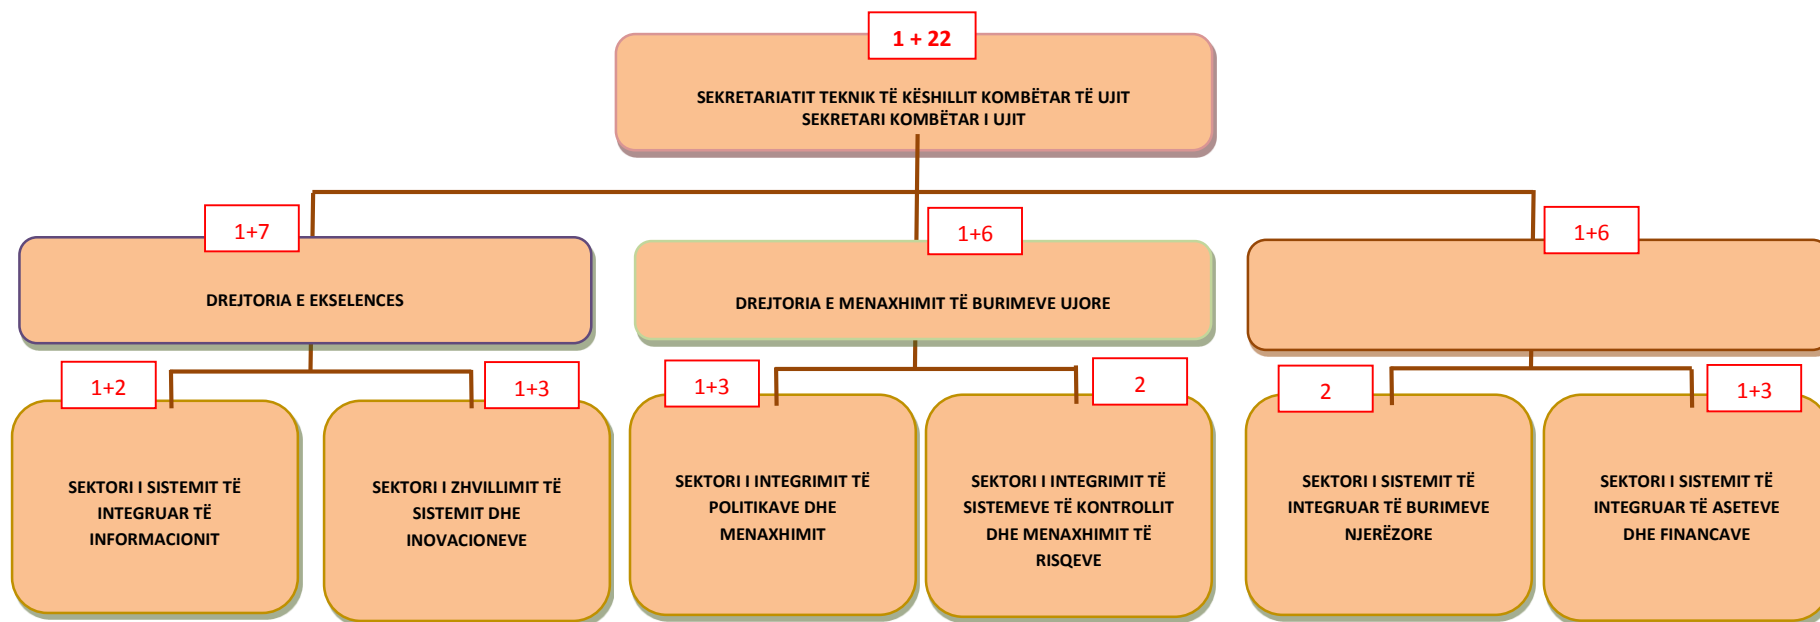 1 + 22
SEKRETARIATIT TEKNIK TË KËSHILLIT KOMBËTAR TË UJIT
SEKRETARI KOMBËTAR I UJIT
1+7
1+6
1+6
DREJTORIA E EKSELENCES
DREJTORIA E MENAXHIMIT TË BURIMEVE UJORE
1+2
1+3
1+3
2
2
1+3
SEKTORI I SISTEMIT TË
INTEGRUAR TË
INFORMACIONIT
SEKTORI I ZHVILLIMIT TË
SISTEMIT DHE
INOVACIONEVE
SEKTORI I INTEGRIMIT TË
POLITIKAVE DHE
MENAXHIMIT
SEKTORI I INTEGRIMIT TË
SISTEMEVE TË KONTROLLIT
DHE MENAXHIMIT TË
RISQEVE
SEKTORI I SISTEMIT TË
INTEGRUAR TË BURIMEVE
NJERËZORE
SEKTORI I SISTEMIT TË
INTEGRUAR TË ASETEVE
DHE FINANCAVE